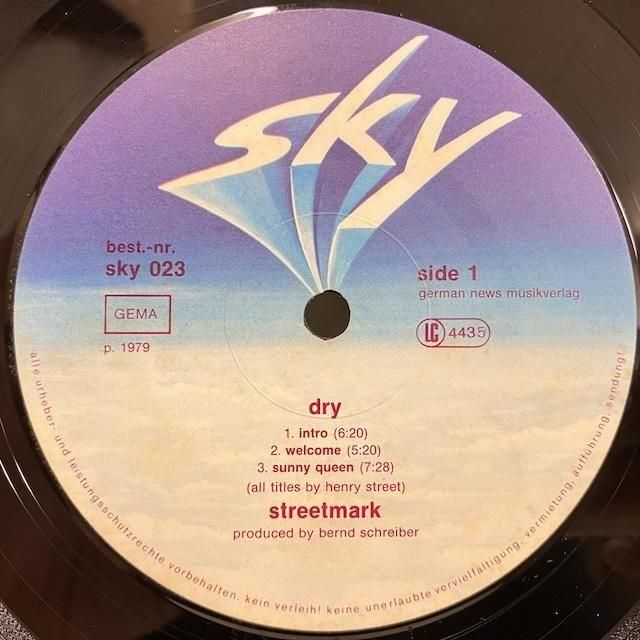 sky
best.-nr.
sky 023
side 1
german news musikverlag
GEMA
LC 4435
p. 1979
dry
1. intro (6:20)
2. welcome (5:20)
3. sunny queen (7:28)
(all titles by henry street)
streetmark
produced by bernd schreiber
alle urheber- und leistungsschutzrechte vorbehalten. kein verleih! keine unerlaubte vervielfältigung, vermietung, aufführung, sendung!